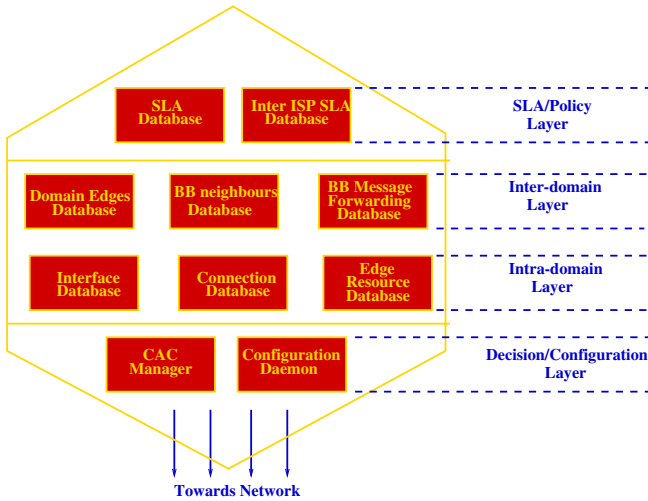 SLA
Database
Inter ISP SLA
Database
SLA/Policy
Layer
Domain Edges
Database
BB neighbours
Database
BB Message
Forwarding
Database
Inter-domain
Layer
Interface
Database
Connection
Database
Edge
Resource
Database
Intra-domain
Layer
CAC
Manager
Configuration
Daemon
Decision/Configuration
Layer
Towards Network